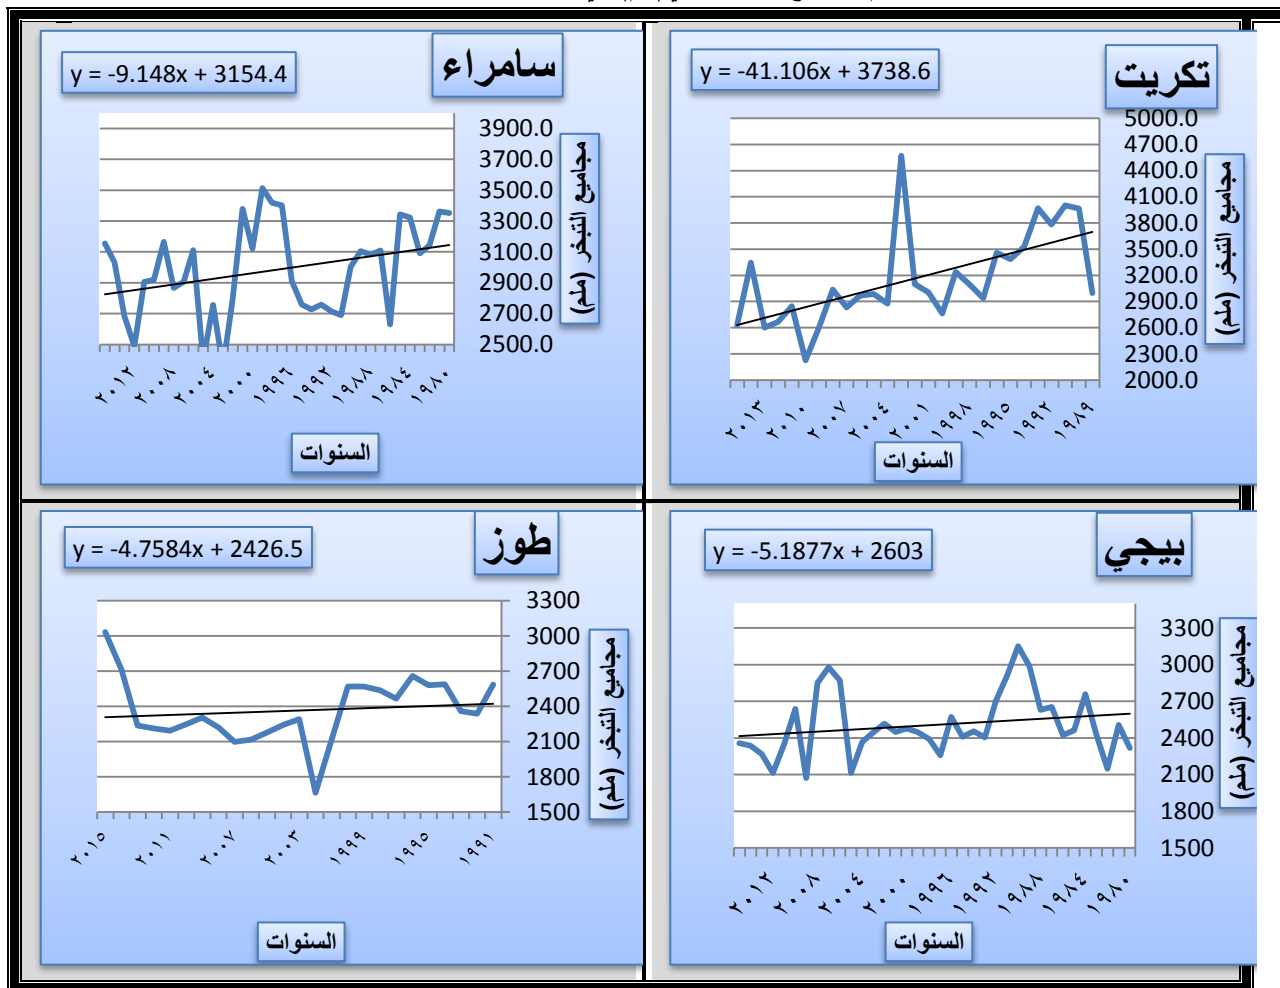 تكريت
y = -41.106x + 3738.6
5000.0
4700.0
4400.0
4100.0
3800.0
3500.0
3200.0
2900.0
2600.0
2300.0
2000.0
مجاميع التبخر (ملم)
١٩٨٩ ١٩٩٢ ١٩٩٥ ١٩٩٨ ٢٠٠١ ٢٠٠٤ ٢٠٠٧ ٢٠١٠ ٢٠١٣
السنوات
سامراء
y = -9.148x + 3154.4
3900.0
3700.0
3500.0
3300.0
3100.0
2900.0
2700.0
2500.0
مجاميع التبخر (ملم)
١٩٨٠ ١٩٨٤ ١٩٨٨ ١٩٩٢ ١٩٩٦ ٢٠٠٠ ٢٠٠٤ ٢٠٠٨ ٢٠١٢
السنوات
بيجي
y = -5.1877x + 2603
3300
3000
2700
2400
2100
1800
1500
مجاميع التبخر (ملم)
١٩٨٠ ١٩٨٤ ١٩٨٨ ١٩٩٢ ١٩٩٦ ٢٠٠٠ ٢٠٠٤ ٢٠٠٨ ٢٠١٢
السنوات
طوز
y = -4.7584x + 2426.5
3300
3000
2700
2400
2100
1800
1500
مجاميع التبخر (ملم)
١٩٩١ ١٩٩٥ ١٩٩٩ ٢٠٠٣ ٢٠٠٧ ٢٠١١ ٢٠١٥
السنوات